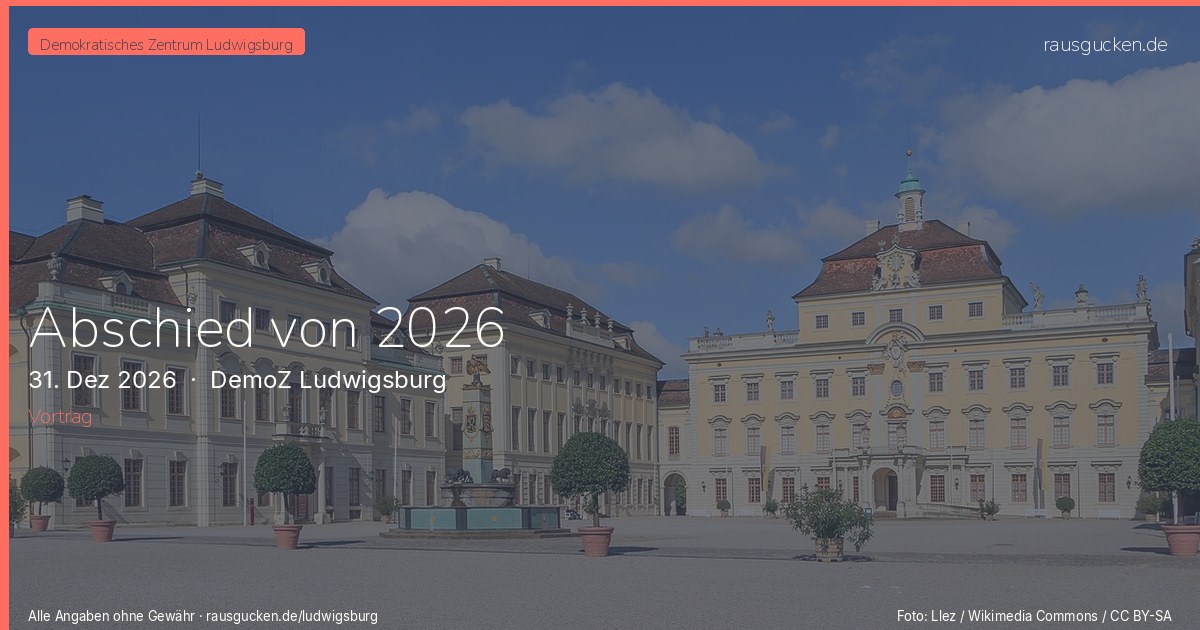 Demokratisches Zentrum Ludwigsburg
rausgucken.de
Abschied von 2026
31. Dez 2026 · DemoZ Ludwigsburg
Vortrag
Alle Angaben ohne Gewähr · rausgucken.de/ludwigsburg
Foto: Llez / Wikimedia Commons / CC BY-SA